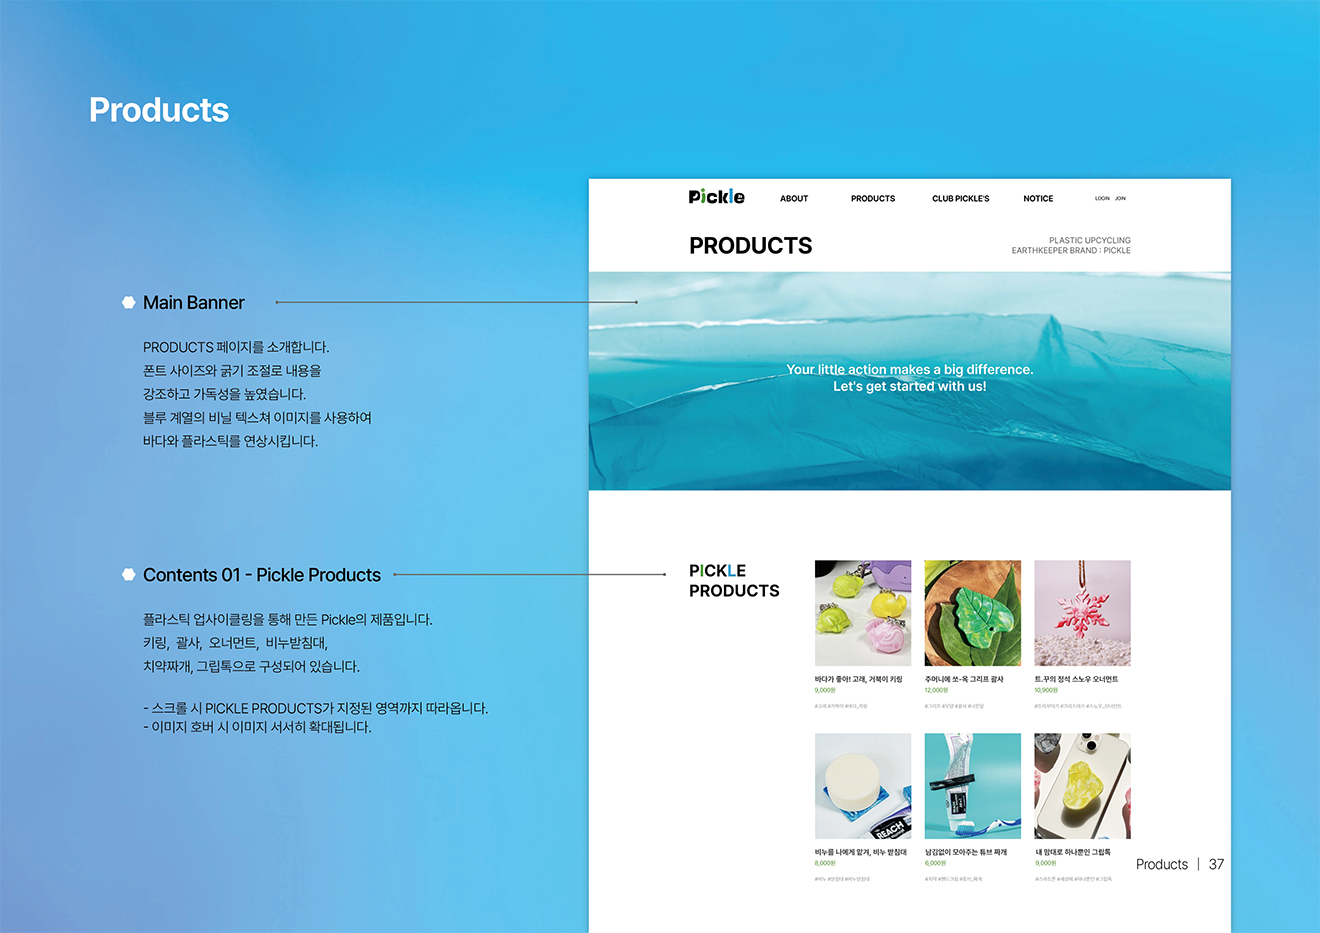 Products
Main Banner
PRODUCTS 페이지를 소개합니다.
폰트 사이즈와 굵기 조절로 내용을
강조하고 가독성을 높였습니다.
블루 계열의 비닐 텍스쳐 이미지를 사용하여
바다와 플라스틱를 연상시킵니다.
Contents 01 - Pickle Products
플라스틱 업사이클링을 통해 만든 Pickle의 제품입니다.
키링, 괄사, 오너먼트, 비누받침대,
치약짜개, 그립톡으로 구성되어 있습니다.
- 스크롤 시 PICKLE PRODUCTS가 지정된 영역까지 따라옵니다.
- 이미지 호버 시 이미지 서서히 확대됩니다.
Pickle
ABOUT
PRODUCTS
CLUB PICKLE'S
NOTICE
LOGIN JOIN
PRODUCTS
PLASTIC UPCYCLING
EARTHKEEPER BRAND : PICKLE
Your little action makes a big difference.
Let's get started with us!
PICKLE
PRODUCTS
바다가 좋아! 고래, 거북이 키링
9,000원
주머니에 쏘-옥 그리프 괄사
12,000원
트.꾸의 정석 스노우 오너먼트
10,900원
REACH
비누를 나에게 맡겨, 비누 받침대
8,000원
남김없이 모아주는 튜브 짜개
6,000원
내 맘대로 하나뿐인 그립톡
9,000원
Products | 37